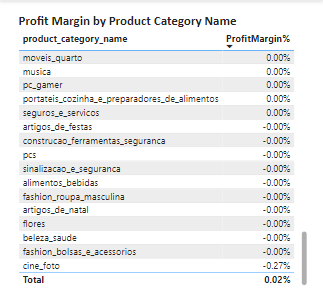 Profit Margin by Product Category Name
product_category_name ProfitMargin%
moveis_quarto 0.00%
musica 0.00%
pc_gamer 0.00%
portateis_cozinha_e_preparadores_de_alimentos 0.00%
seguros_e_servicos 0.00%
artigos_de_festas -0.00%
construcao_ferramentas_seguranca -0.00%
pcs -0.00%
sinalizacao_e_seguranca -0.00%
alimentos_bebidas -0.00%
fashion_roupa_masculina -0.00%
artigos_de_natal -0.00%
flores -0.00%
beleza_saude -0.00%
fashion_bolsas_e_acessorios -0.00%
cine_foto -0.27%
Total 0.02%